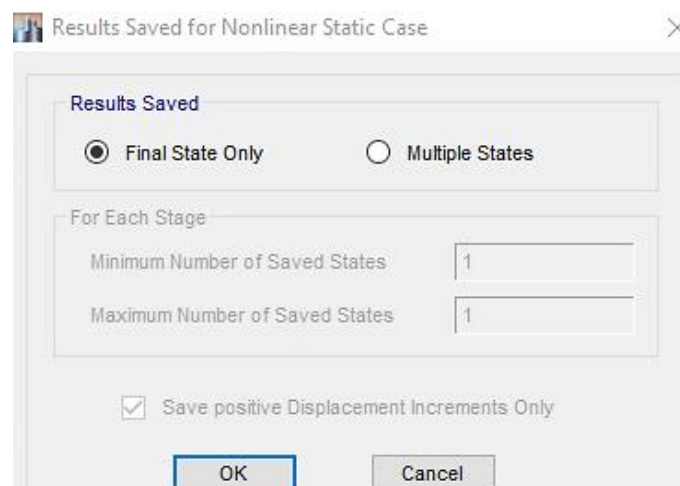 Results Saved for Nonlinear Static Case
Results Saved
Final State Only Multiple States
For Each Stage
Minimum Number of Saved States 1
Maximum Number of Saved States 1
Save positive Displacement Increments Only
OK Cancel